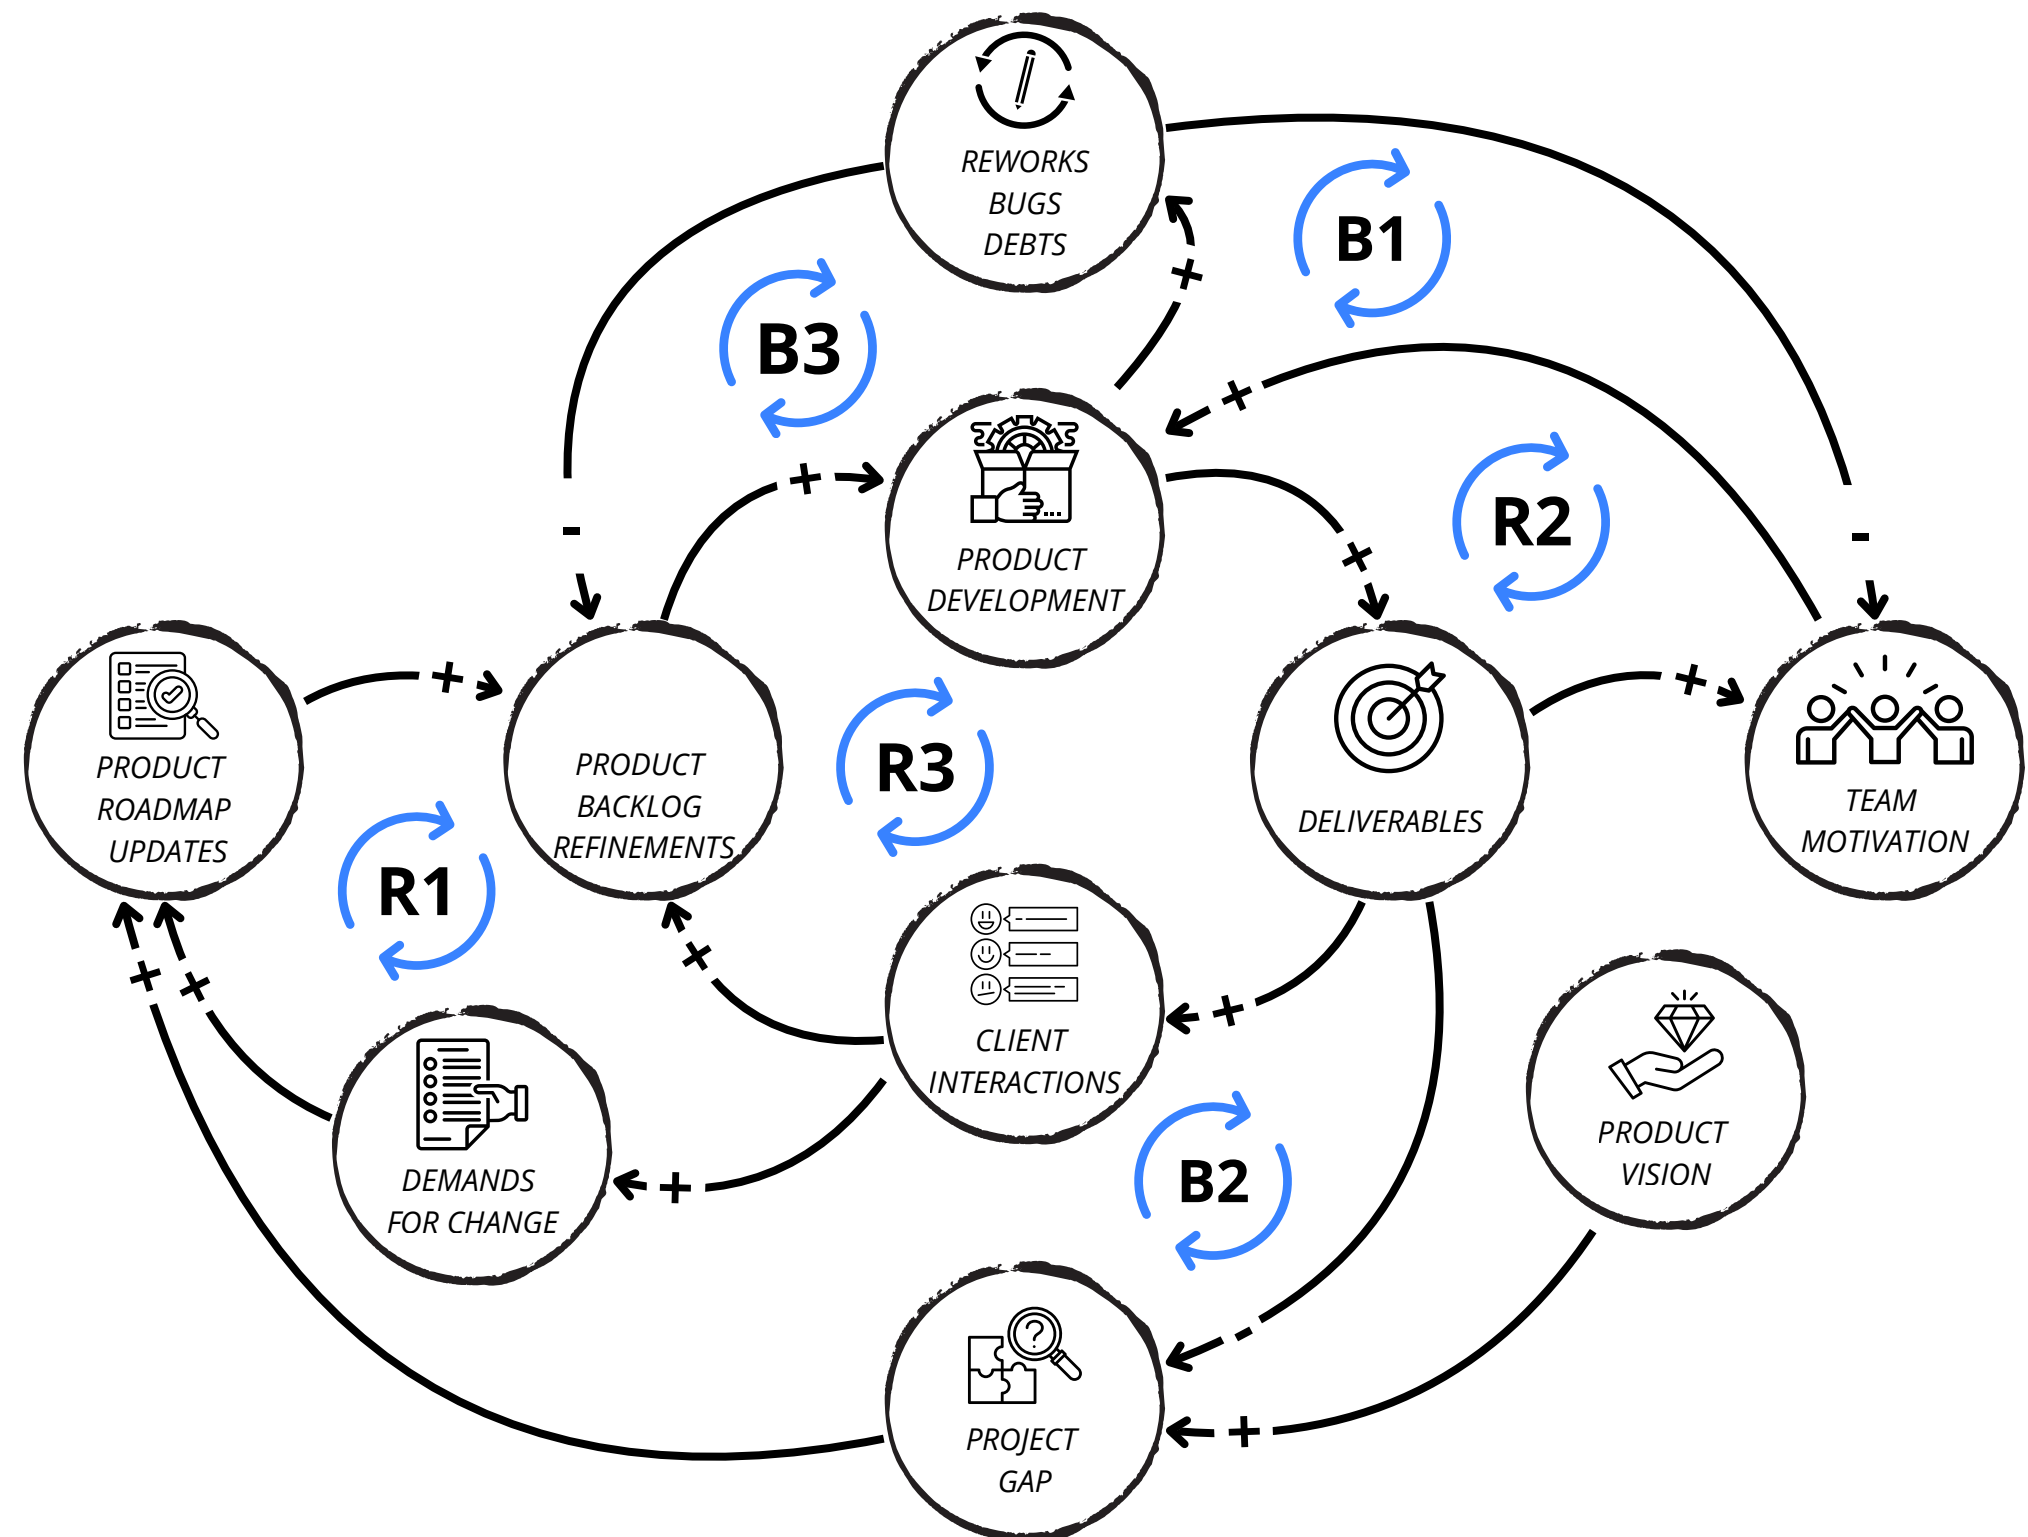 REWORKS
BUGS
DEBTS
B1
+
B3
+
PRODUCT
DEVELOPMENT
+
-
-
R2
+
PRODUCT
ROADMAP
UPDATES
+
PRODUCT
BACKLOG
REFINEMENTS
R3
DELIVERABLES
+
TEAM
MOTIVATION
R1
+
+
+
CLIENT
INTERACTIONS
+
PRODUCT
VISION
DEMANDS
FOR CHANGE
+
B2
-
?
PROJECT
GAP
+